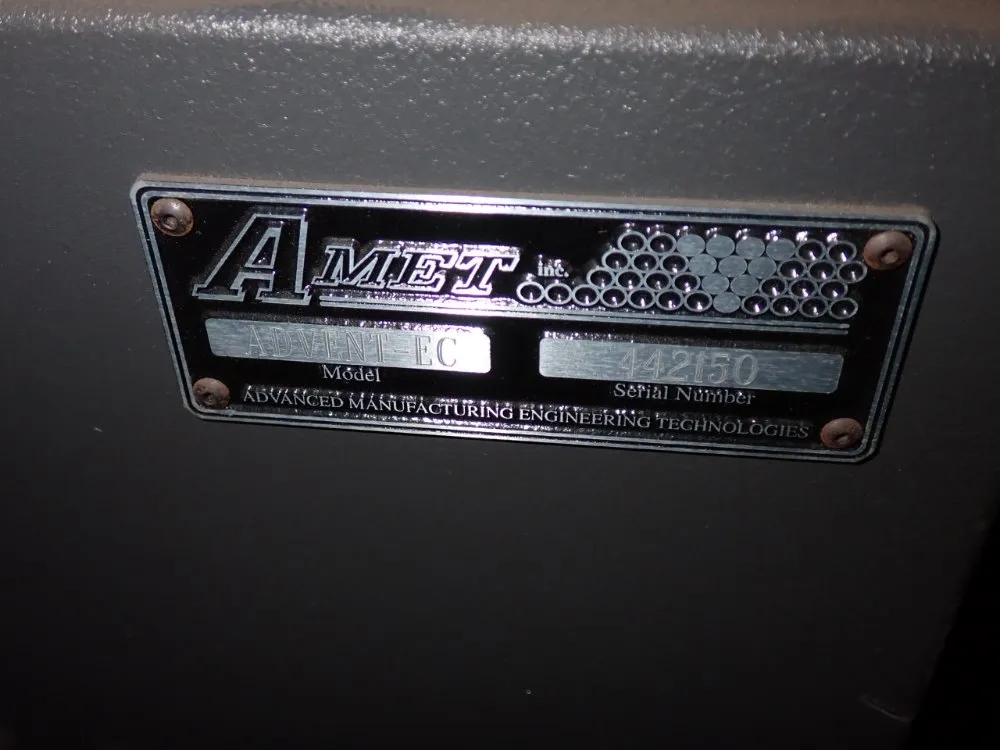 AMET inc.
ADVENT-EC 442150
Model Serial Number
ADVANCED MANUFACTURING ENGINEERING TECHNOLOGIES